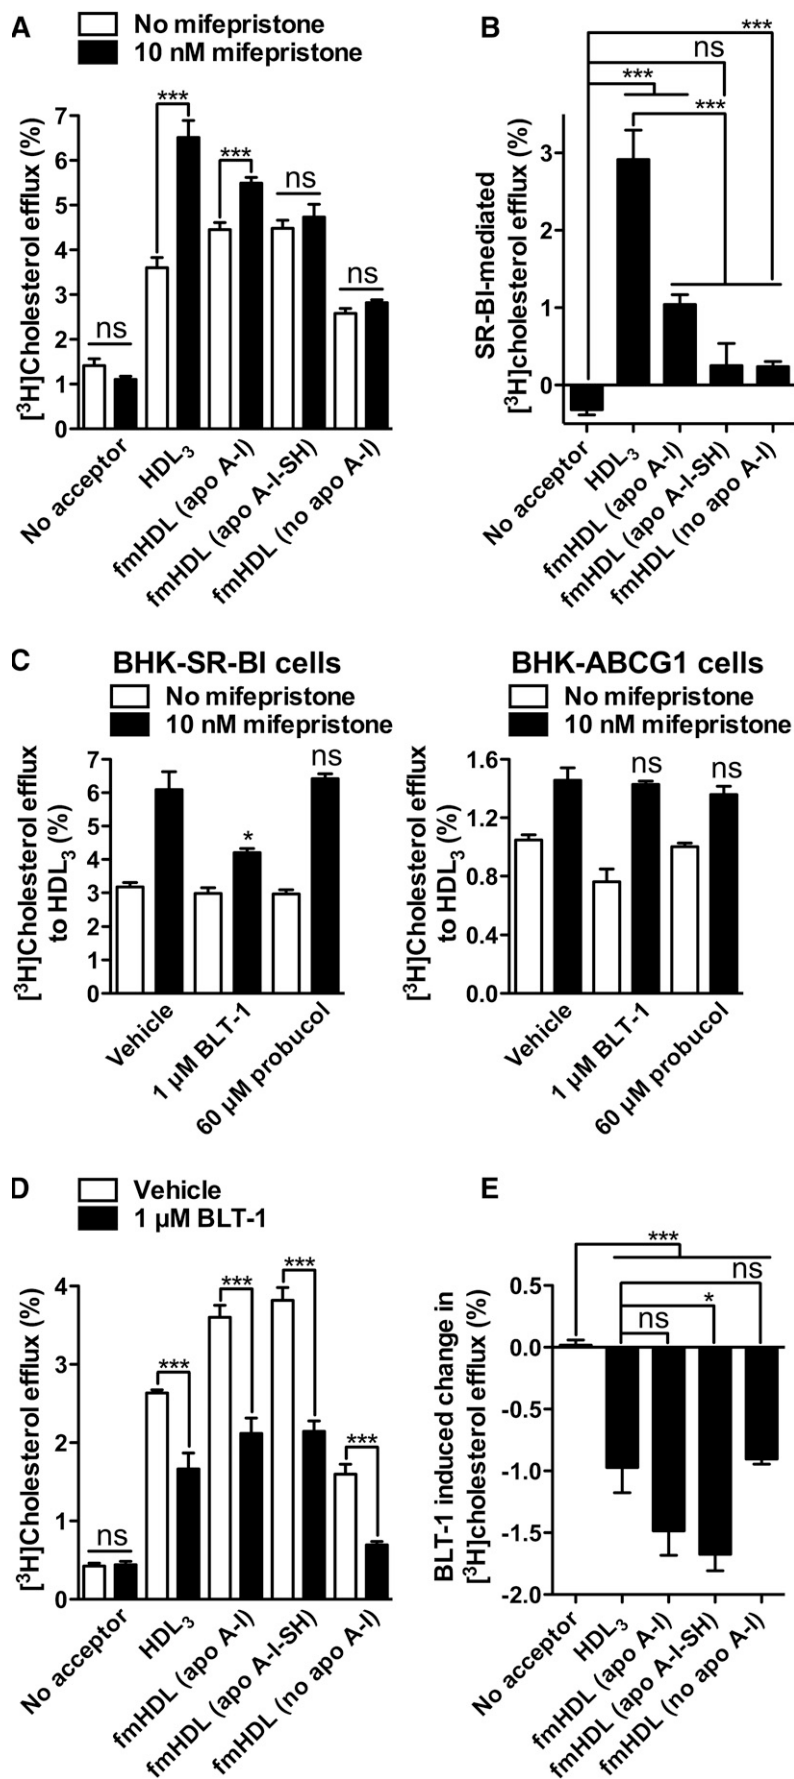 A
No mifepristone
10 nM mifepristone
[³H]Cholesterol efflux (%)
7
6
5
4
3
2
1
0
ns
***
***
ns
ns
No acceptor
HDL₃
fmHDL (apo A-I)
fmHDL (apo A-I-SH)
fmHDL (no apo A-I)
B
SR-BI-mediated
[³H]cholesterol efflux (%)
3
2
1
0
***
ns
***
***
No acceptor
HDL₃
fmHDL (apo A-I)
fmHDL (apo A-I-SH)
fmHDL (no apo A-I)
C
BHK-SR-BI cells
No mifepristone
10 nM mifepristone
[³H]Cholesterol efflux
to HDL₃ (%)
7
6
5
4
3
2
1
0
*
ns
Vehicle
1 µM BLT-1
60 µM probucol
BHK-ABCG1 cells
No mifepristone
10 nM mifepristone
[³H]Cholesterol efflux
to HDL₃ (%)
1.6
1.2
0.8
0.4
0.0
ns
ns
Vehicle
1 µM BLT-1
60 µM probucol
D
Vehicle
1 µM BLT-1
[³H]Cholesterol efflux (%)
4
3
2
1
0
ns
***
***
***
***
No acceptor
HDL₃
fmHDL (apo A-I)
fmHDL (apo A-I-SH)
fmHDL (no apo A-I)
E
BLT-1 induced change in
[³H]cholesterol efflux (%)
0.5
0.0
-0.5
-1.0
-1.5
-2.0
***
ns
*
ns
No acceptor
HDL₃
fmHDL (apo A-I)
fmHDL (apo A-I-SH)
fmHDL (no apo A-I)